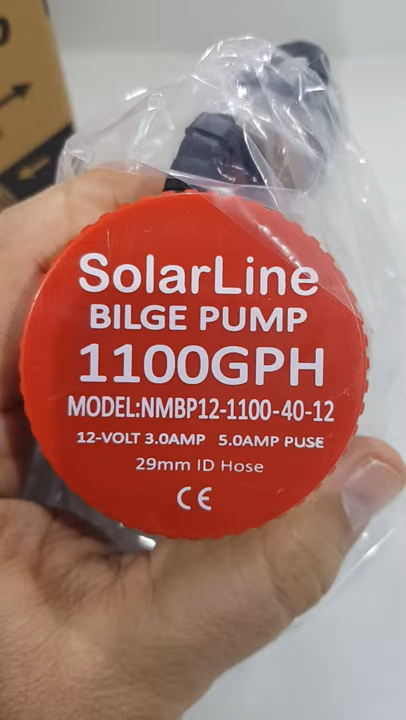 SolarLine
BILGE PUMP
1100GPH
MODEL:NMBP12-1100-40-12
12-VOLT 3.0AMP 5.0AMP PUSE
29mm ID Hose
CE